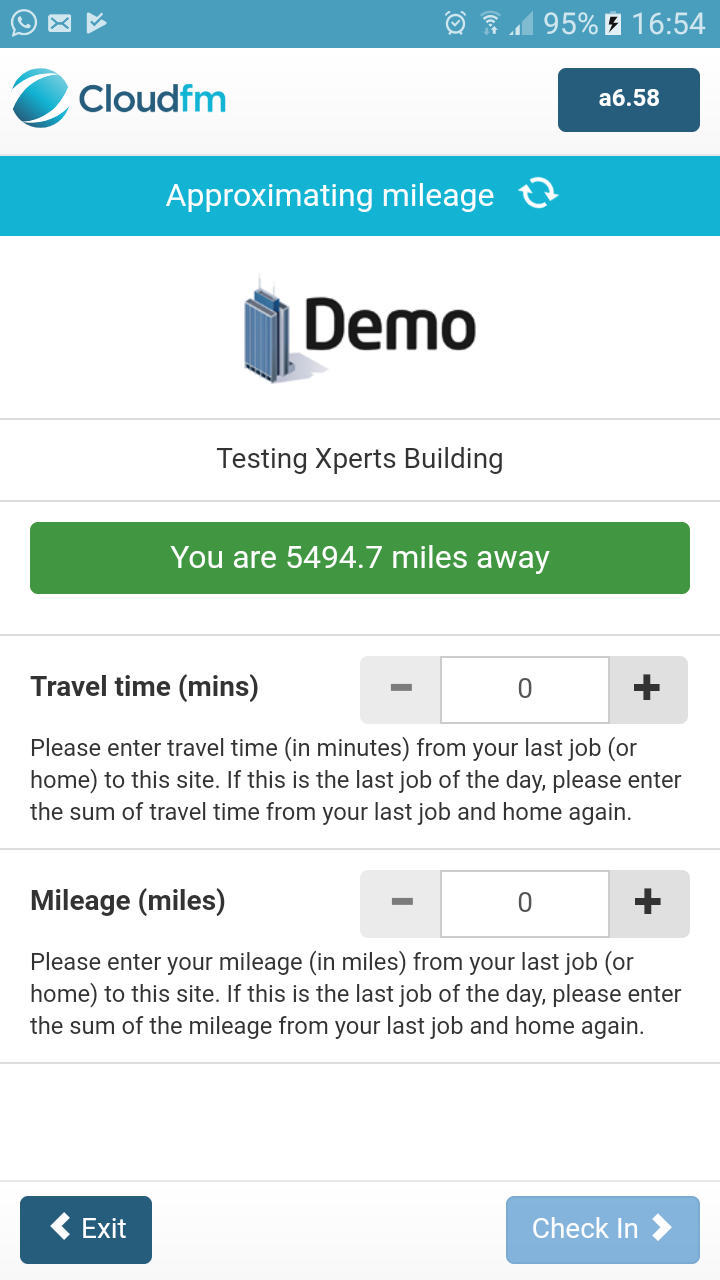 95% 16:54
Cloudfm
a6.58
Approximating mileage
Demo
Testing Xperts Building
You are 5494.7 miles away
Travel time (mins)
0
Please enter travel time (in minutes) from your last job (or
home) to this site. If this is the last job of the day, please enter
the sum of travel time from your last job and home again.
Mileage (miles)
0
Please enter your mileage (in miles) from your last job (or
home) to this site. If this is the last job of the day, please enter
the sum of the mileage from your last job and home again.
Exit
Check In